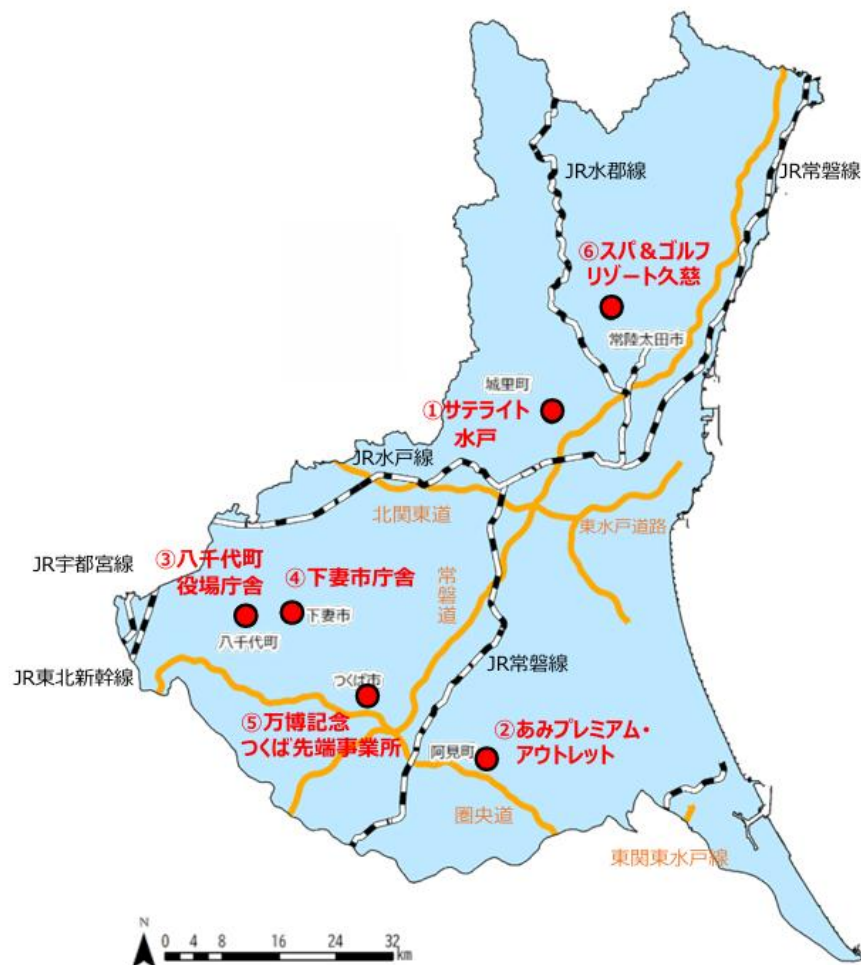 JR水郡線
JR常磐線
⑥スパ&ゴルフ
リゾート久慈
常陸太田市
城里町
①サテライト
水戸
JR水戸線
北関東道
東水戸道路
JR宇都宮線
③八千代町
役場庁舎
④下妻市庁舎
常磐道
下妻市
八千代町
JR常磐線
JR東北新幹線
つくば市
⑤万博記念
つくば先端事業所
②あみプレミアム・
アウトレット
阿見町
圏央道
東関東水戸線
N
0 4 8 16 24 32
km